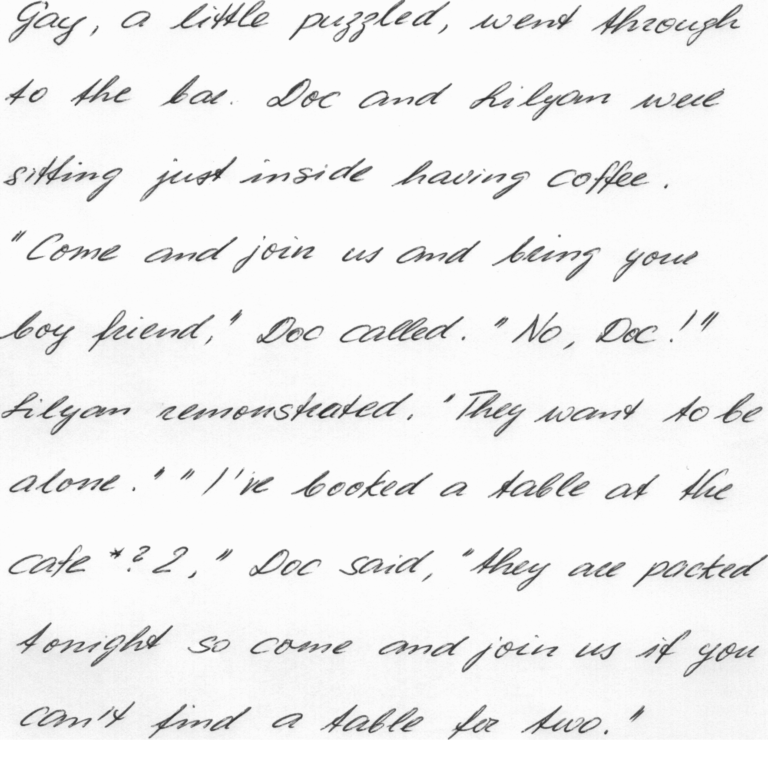 Gay, a little puzzled, went through
to the bar. Doc and Lilyan were
sitting just inside having coffee.
"Come and join us and bring your
boy friend," Doc called. "No, Doc!"
Lilyan remonstrated. "They want to be
alone." "I've booked a table at the
cafe *?2," Doc said, "they are packed
tonight so come and join us if you
can't find a table for two."